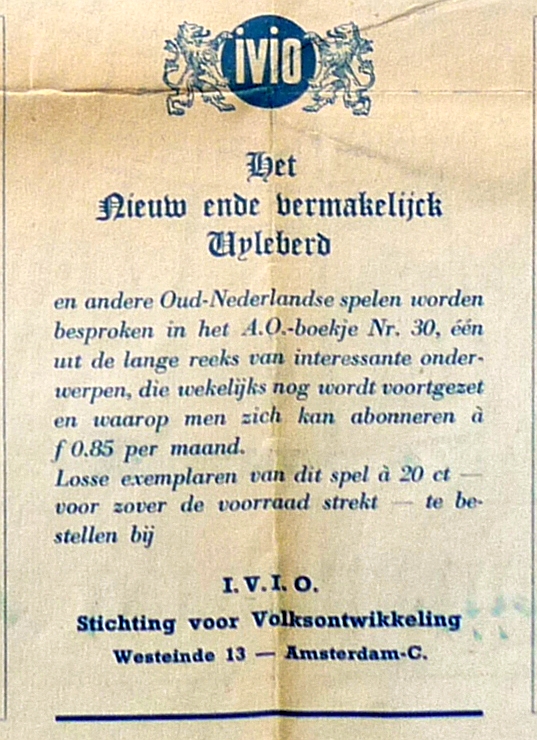 ivio
Het
Nieuw ende vermakelijck
Uyleberd
en andere Oud-Nederlandse spelen worden
besproken in het A.O.-boekje Nr. 30, één
uit de lange reeks van interessante onder-
werpen, die wekelijks nog wordt voortgezet
en waarop men zich kan abonneren à
f 0.85 per maand.
Losse exemplaren van dit spel à 20 ct —
voor zover de voorraad strekt — te be-
stellen bij
I.V.I.O.
Stichting voor Volksontwikkeling
Westeinde 13 — Amsterdam-C.